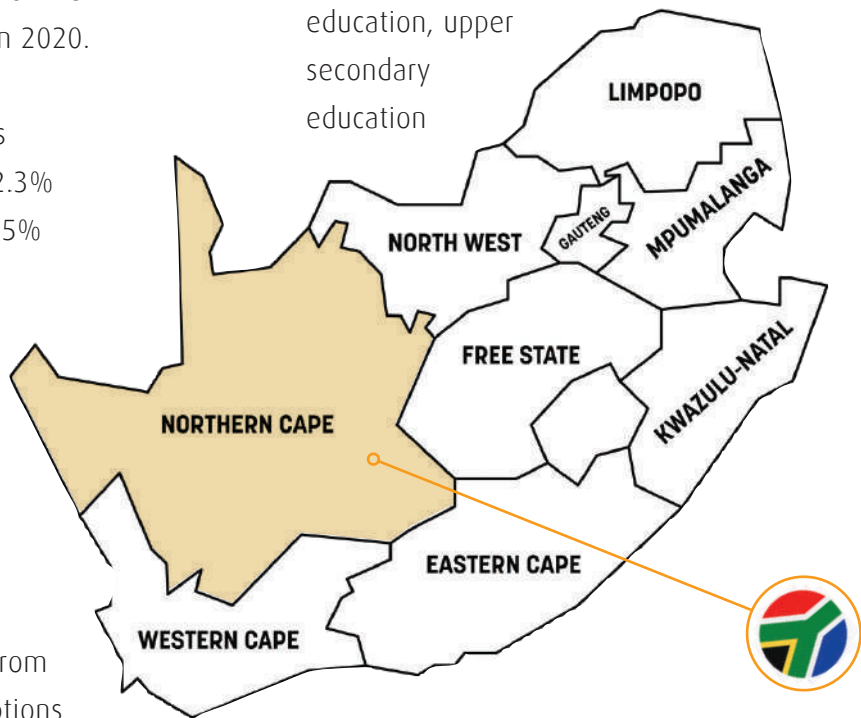 n 2020.
s
2.3%
5%
rom
otions
education, upper
secondary
education
LIMPOPO
MPUMALANGA
GAUTENG
NORTH WEST
FREE STATE
KWAZULU-NATAL
NORTHERN CAPE
EASTERN CAPE
WESTERN CAPE